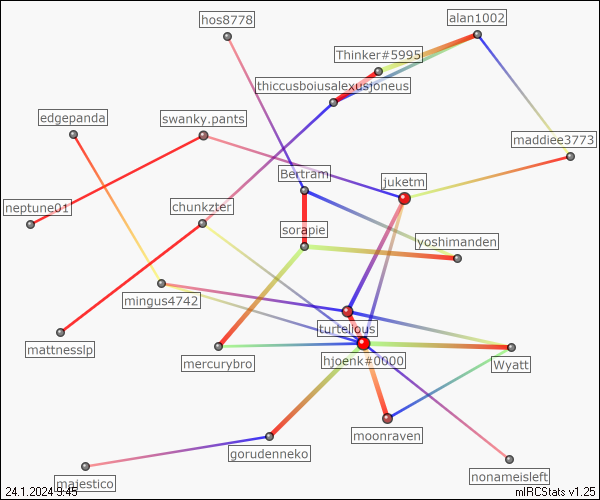 hos8778
alan1002
Thinker#5995
thiccusboiusalexusjoneus
edgepanda
swanky.pants
maddiee3773
Bertram
juketm
neptune01
chunkzter
sorapie
yoshimanden
mingus4742
turtelious
mattnesslp
mercurybro
hjoenk#0000
Wyatt
moonraven
gorudenneko
majestico
nonameisleft
24.1.2024 9:45
mIRCStats v1.25